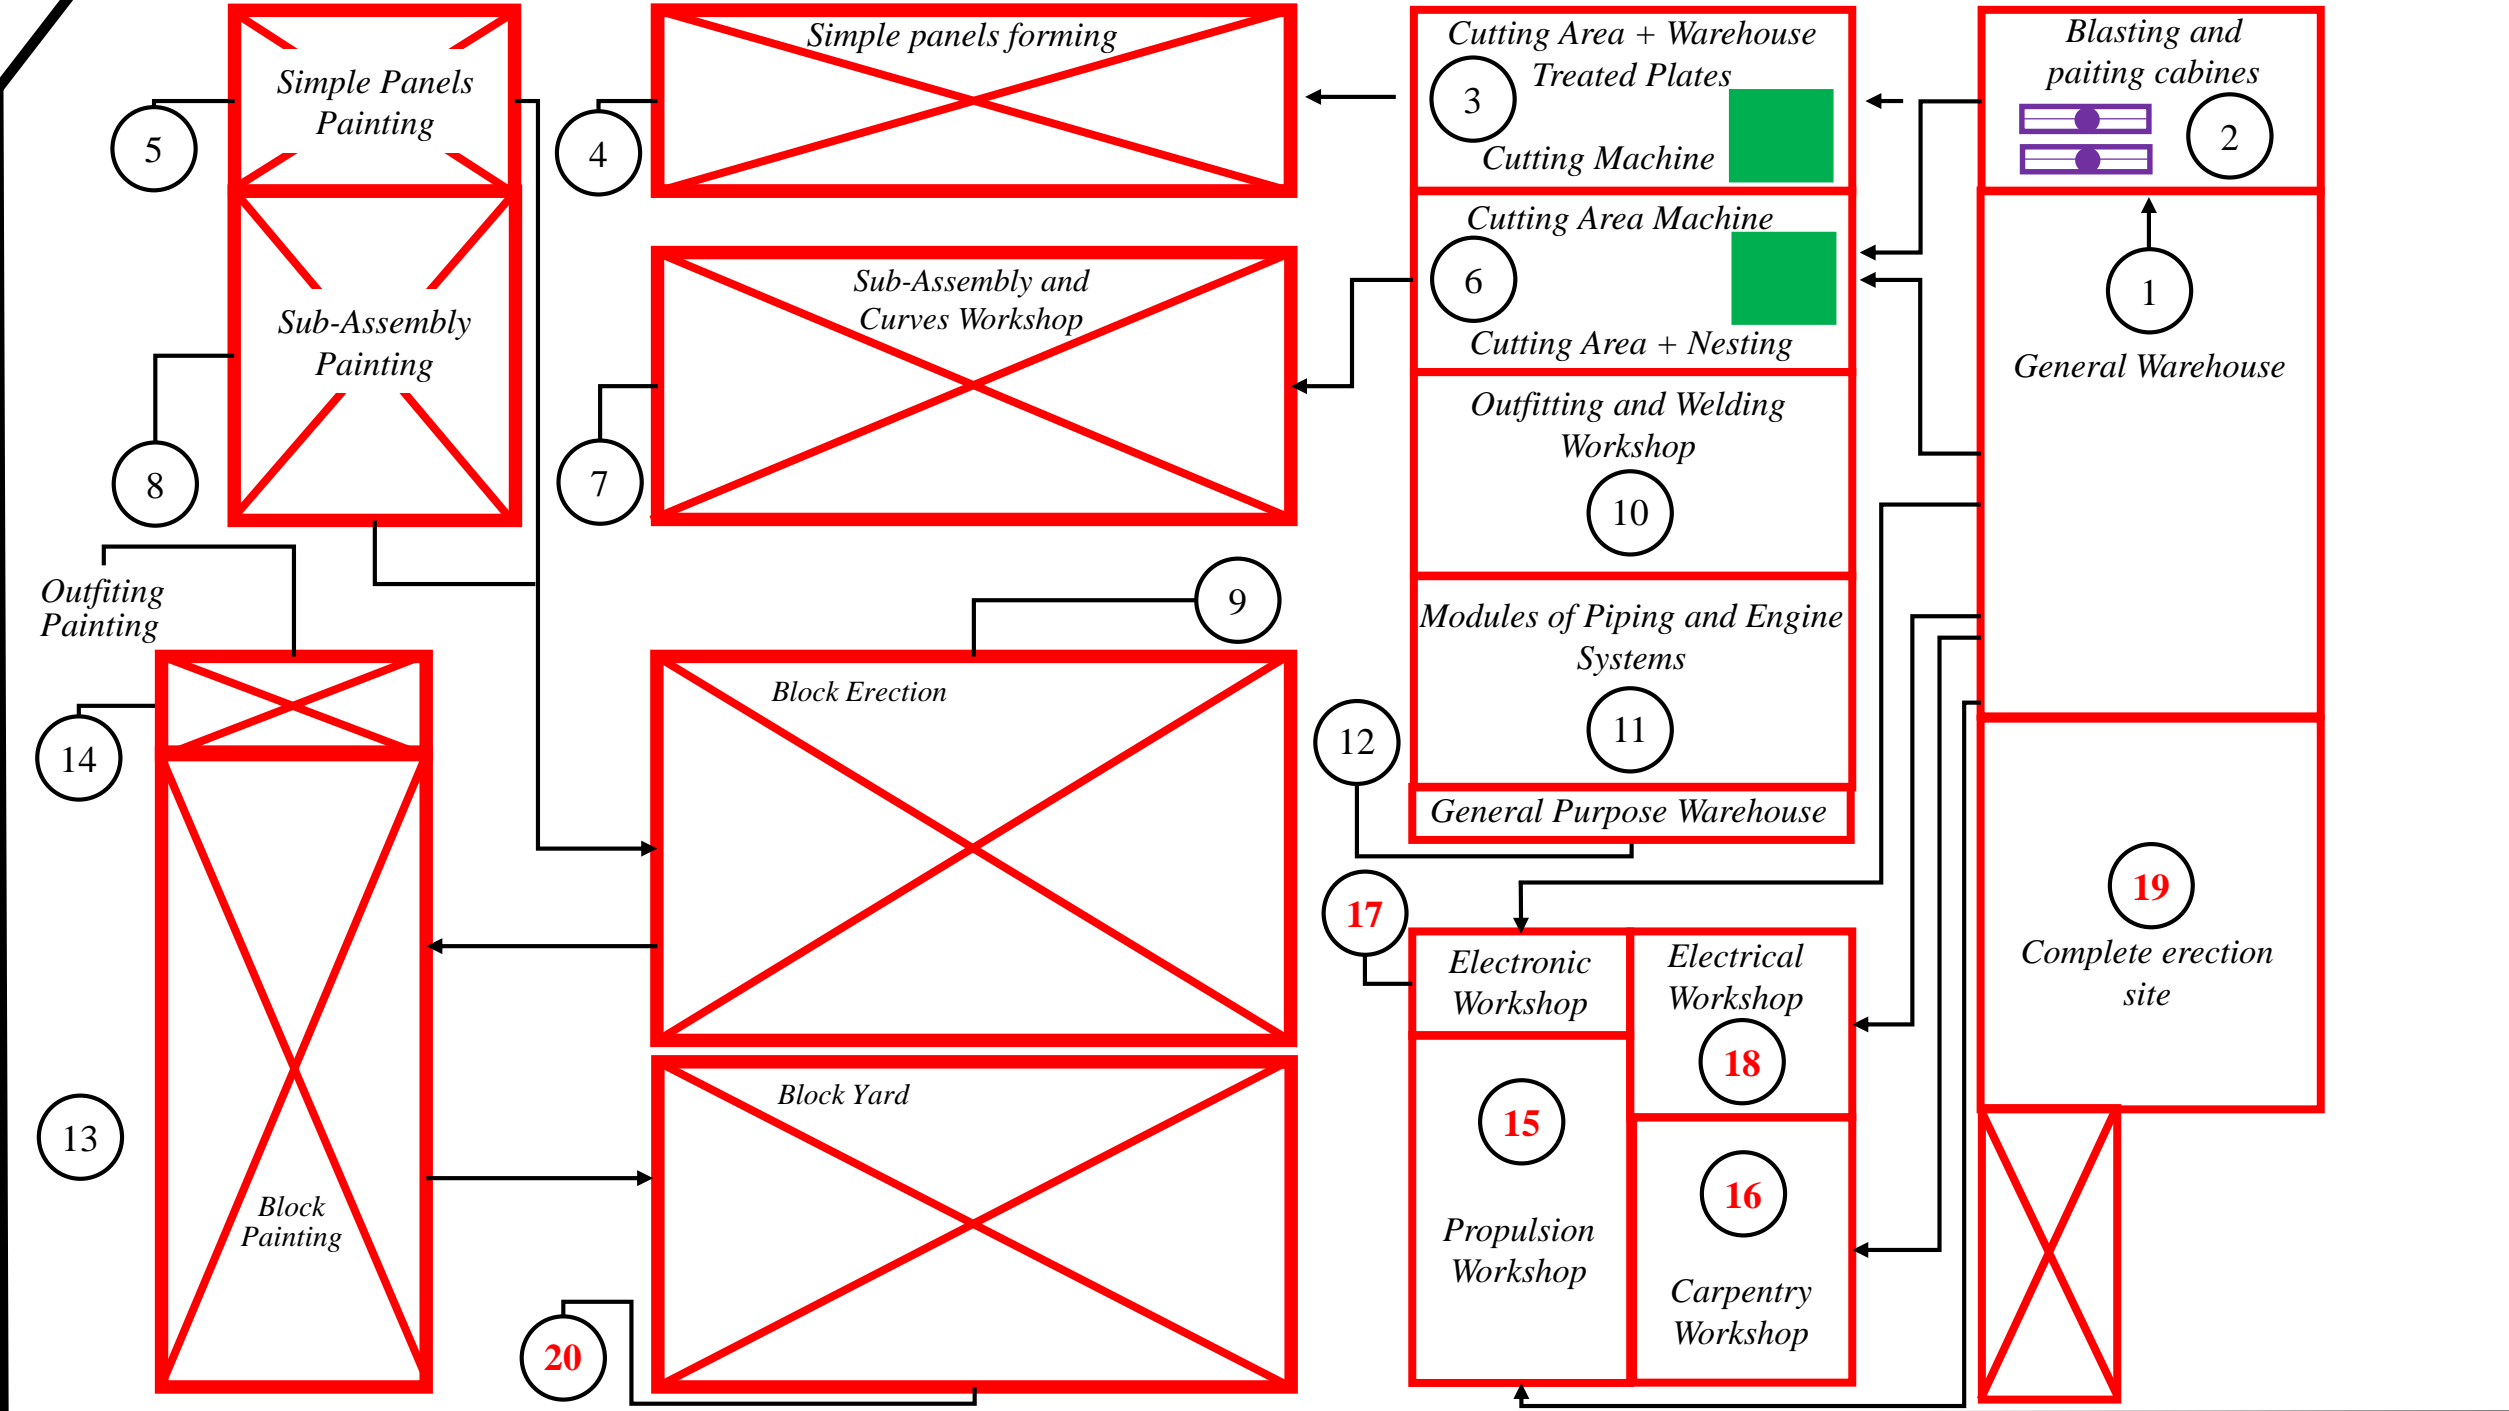 Simple Panels
Painting
5
Sub-Assembly
Painting
8
Simple panels forming
4
Sub-Assembly and
Curves Workshop
7
Cutting Area + Warehouse
Treated Plates
3
Cutting Machine
Cutting Area Machine
6
Cutting Area + Nesting
Outfitting and Welding
Workshop
10
Modules of Piping and Engine
Systems
11
General Purpose Warehouse
12
Blasting and
paiting cabines
2
1
General Warehouse
19
Complete erection
site
Outfiting
Painting
14
13
Block
Painting
9
Block Erection
Block Yard
20
17
Electronic
Workshop
Electrical
Workshop
18
15
Propulsion
Workshop
16
Carpentry
Workshop